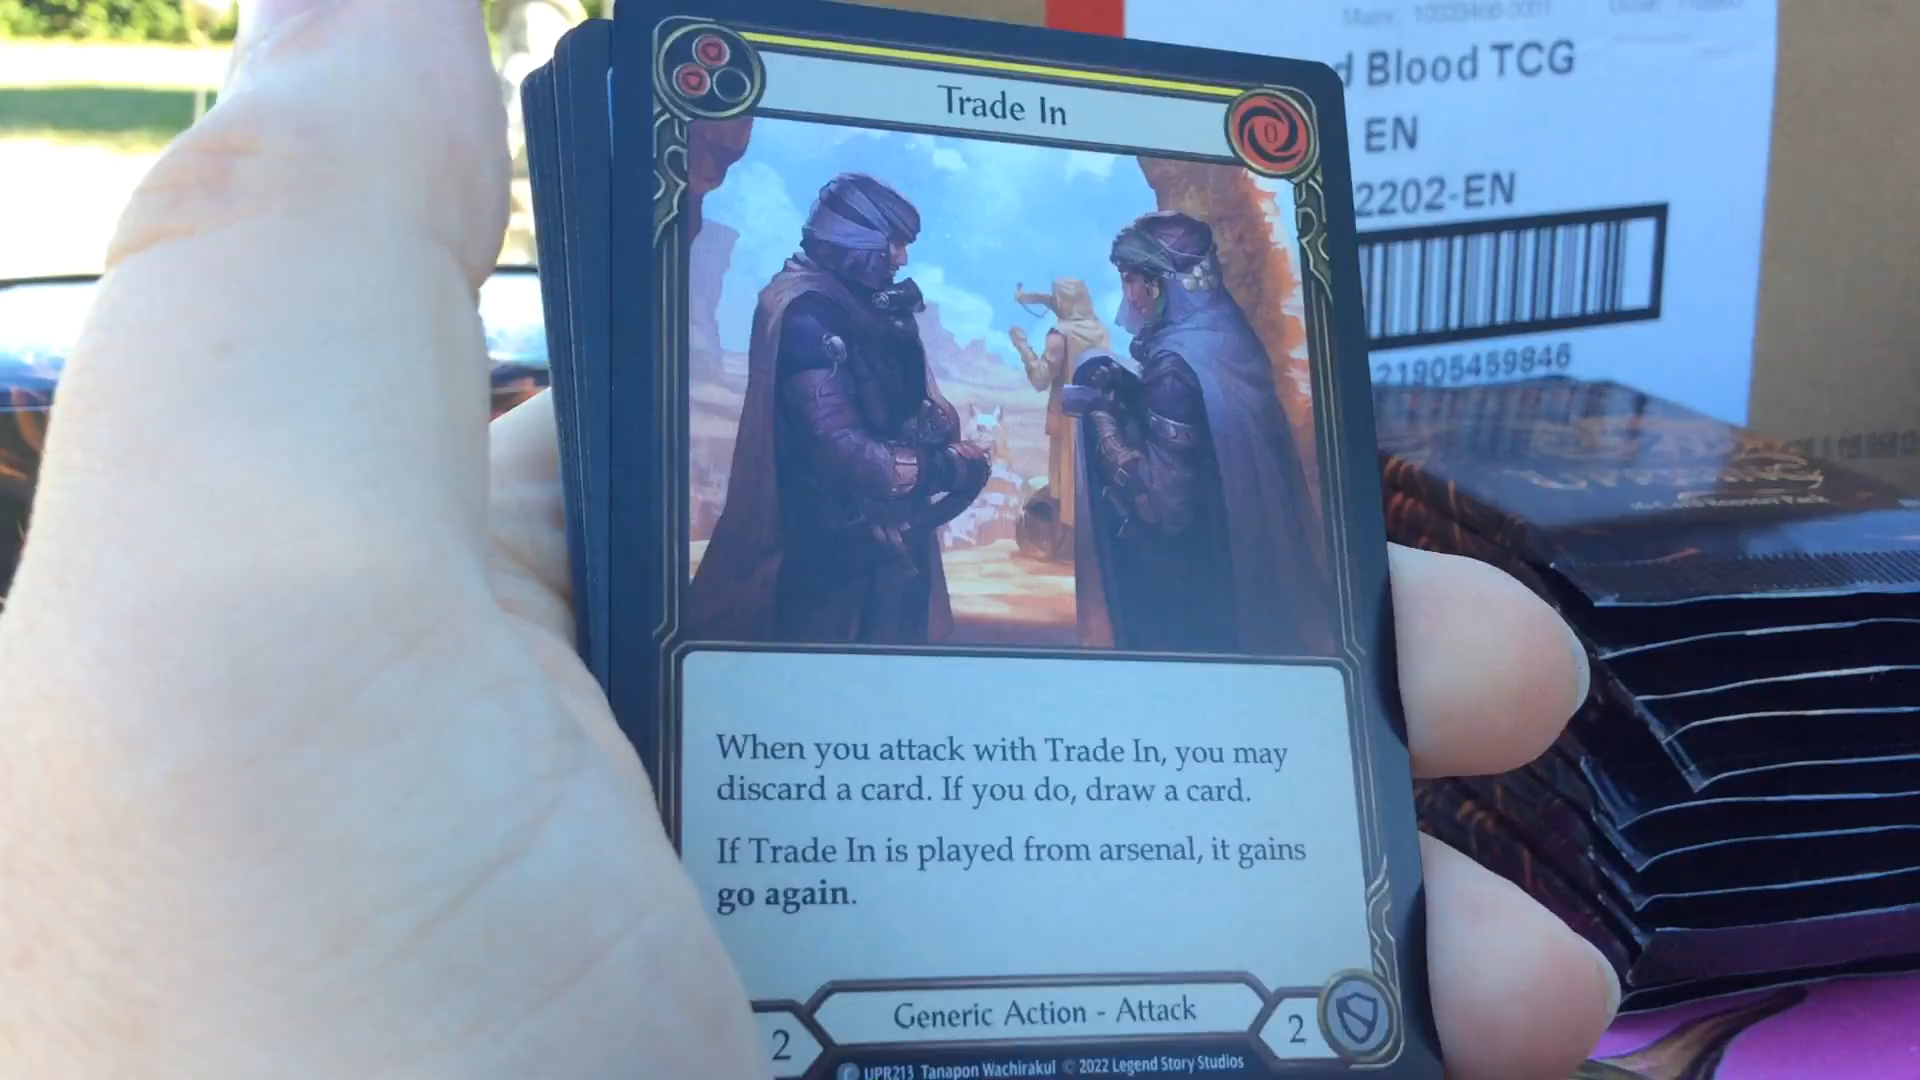 d Blood TCG
EN
2202-EN
21905459846
Trade In
0
When you attack with Trade In, you may
discard a card. If you do, draw a card.
If Trade In is played from arsenal, it gains
go again.
2
Generic Action - Attack
2
C UPR213 Tanapon Wachirakul © 2022 Legend Story Studios
UPRISING